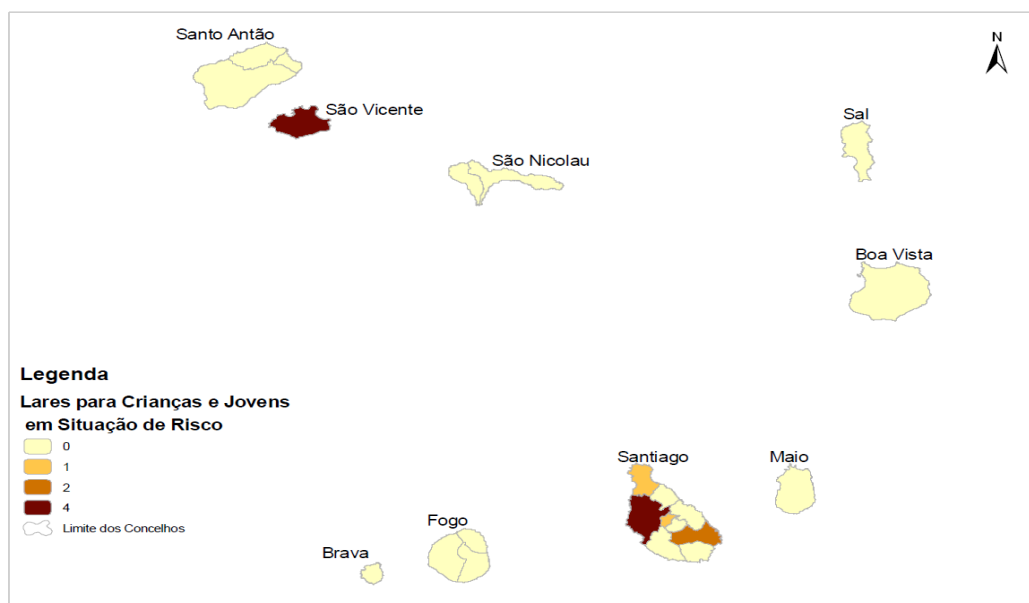 Santo Antão
N
São Vicente
Sal
São Nicolau
Boa Vista
Legenda
Lares para Crianças e Jovens
em Situação de Risco
0
1
2
4
Limite dos Concelhos
Santiago
Maio
Fogo
Brava